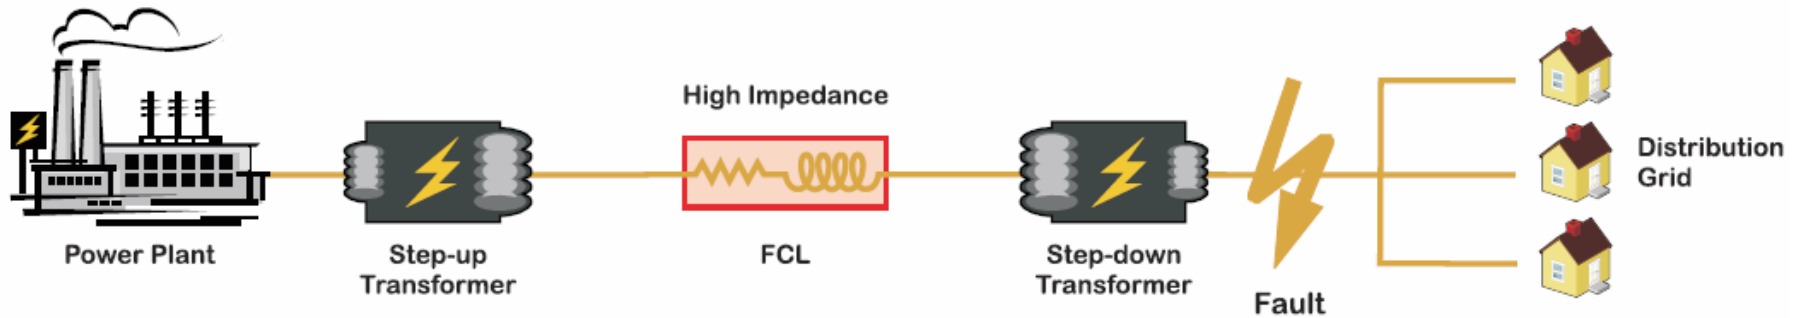 High Impedance
Power Plant
Step-up
Transformer
FCL
Step-down
Transformer
Fault
Distribution
Grid